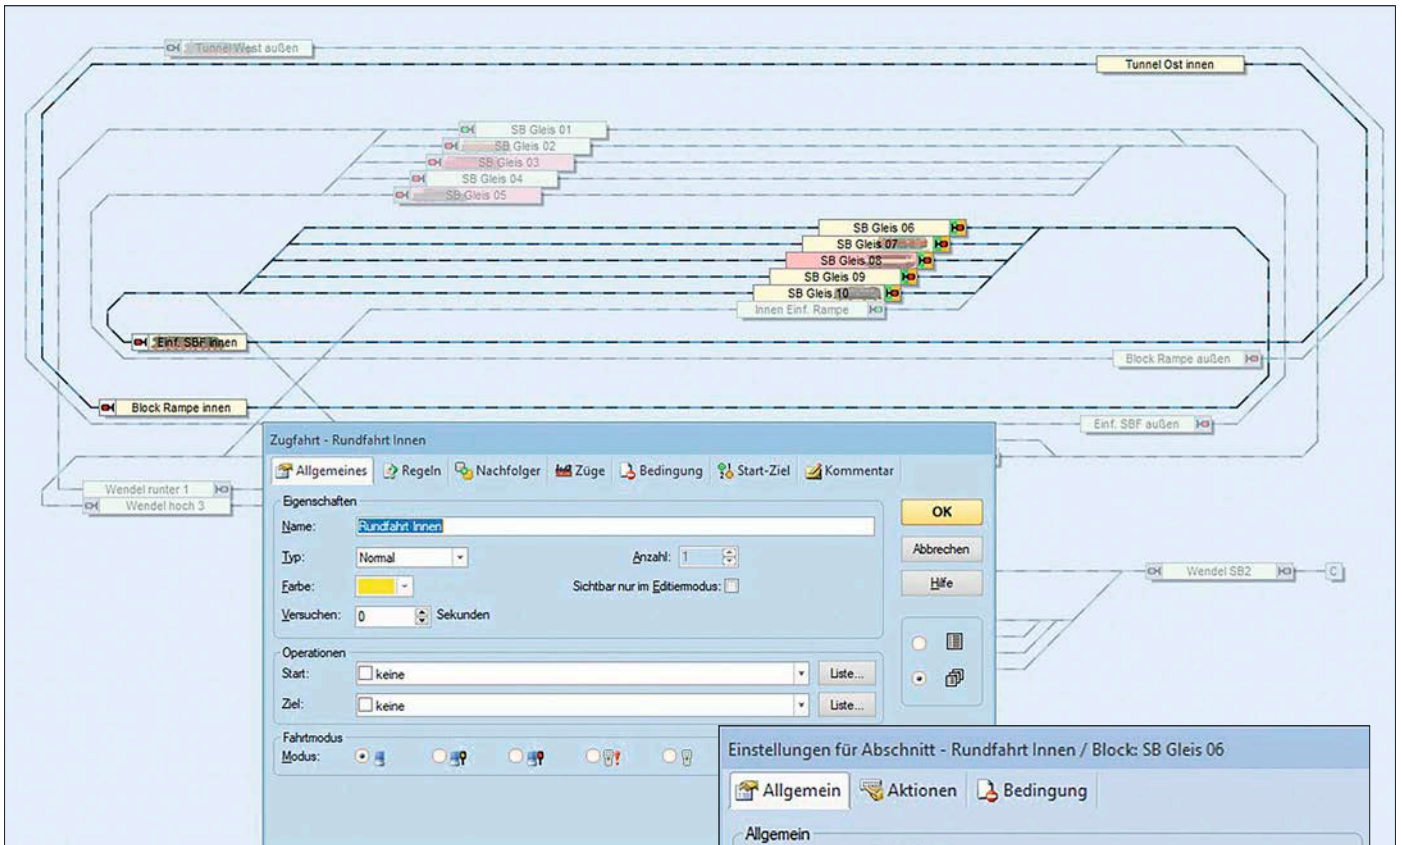 Tunnel West außen
Tunnel Ost innen
SB Gleis 01
SB Gleis 02
SB Gleis 03
SB Gleis 04
SB Gleis 05
SB Gleis 06
SB Gleis 07
SB Gleis 08
SB Gleis 09
SB Gleis 10
Innen Einf. Rampe
Einf. SBF innen
Block Rampe außen
Block Rampe innen
Einf. SBF außen
Wendel runter 1
Wendel hoch 3
Wendel SB2 C
Zugfahrt - Rundfahrt Innen
Allgemeines Regeln Nachfolger Züge Bedingung Start-Ziel Kommentar
Eigenschaften
Name: Rundfahrt Innen
Typ: Normal Anzahl: 1
Farbe: Sichtbar nur im Editiermodus:
Versuchen: 0 Sekunden
OK
Abbrechen
Hilfe
Operationen
Start: keine Liste...
Ziel: keine Liste...
Fahrtmodus
Modus:
Einstellungen für Abschnitt - Rundfahrt Innen / Block: SB Gleis 06
Allgemein Aktionen Bedingung
Allgemein